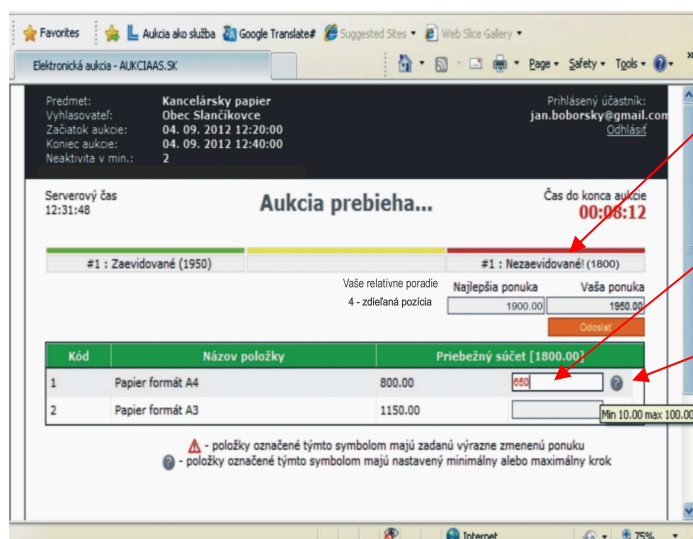 Favorites Aukcia ako služba Google Translate# Suggested Sites Web Slice Gallery
Elektronická aukcia - AUKCIAAS.SK Page Safety Tools »
Predmet: Kancelársky papier Prihlásený účastník:
Vyhlasovateľ: Obec Slančíkovce jan.boborsky@gmail.com
Začiatok aukcie: 04. 09. 2012 12:20:00 Odhlásiť
Koniec aukcie: 04. 09. 2012 12:40:00
Neaktivita v min.: 2
Serverový čas Aukcia prebieha... Čas do konca aukcie
12:31:48 00:08:12
#1 : Zaevidované (1950) #1 : Nezaevidované! (1800)
Vaše relatívne poradie Najlepšia ponuka Vaša ponuka
4 - zdieľaná pozícia 1900.00 1950.00
Odoslať
Kód Názov položky Priebežný súčet [1800.00]
1 Papier formát A4 800.00 650 ?
2 Papier formát A3 1150.00 Min 10.00 max 100.00
- položky označené týmto symbolom majú zadanú výrazne zmenenú ponuku
- položky označené týmto symbolom majú nastavený minimálny alebo maximálny krok
Internet 75%